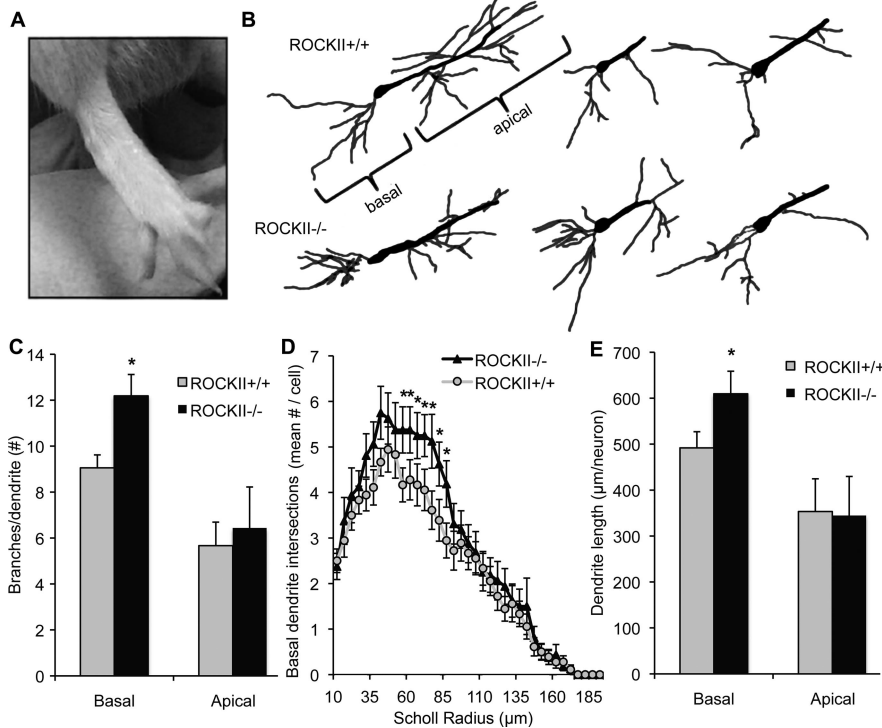 A
B
ROCKII+/+
apical
basal
ROCKII-/-
C
14
12
10
8
6
4
2
0
Branches/dendrite (#)
*
ROCKII+/+
ROCKII-/-
Basal
Apical
D
7
6
5
4
3
2
1
0
Basal dendrite intersections (mean # / cell)
ROCKII-/-
ROCKII+/+
*******
10 35 60 85 110 135 160 185
Scholl Radius (µm)
E
700
600
500
400
300
200
100
0
Dendrite length (µm/neuron)
*
ROCKII+/+
ROCKII-/-
Basal
Apical